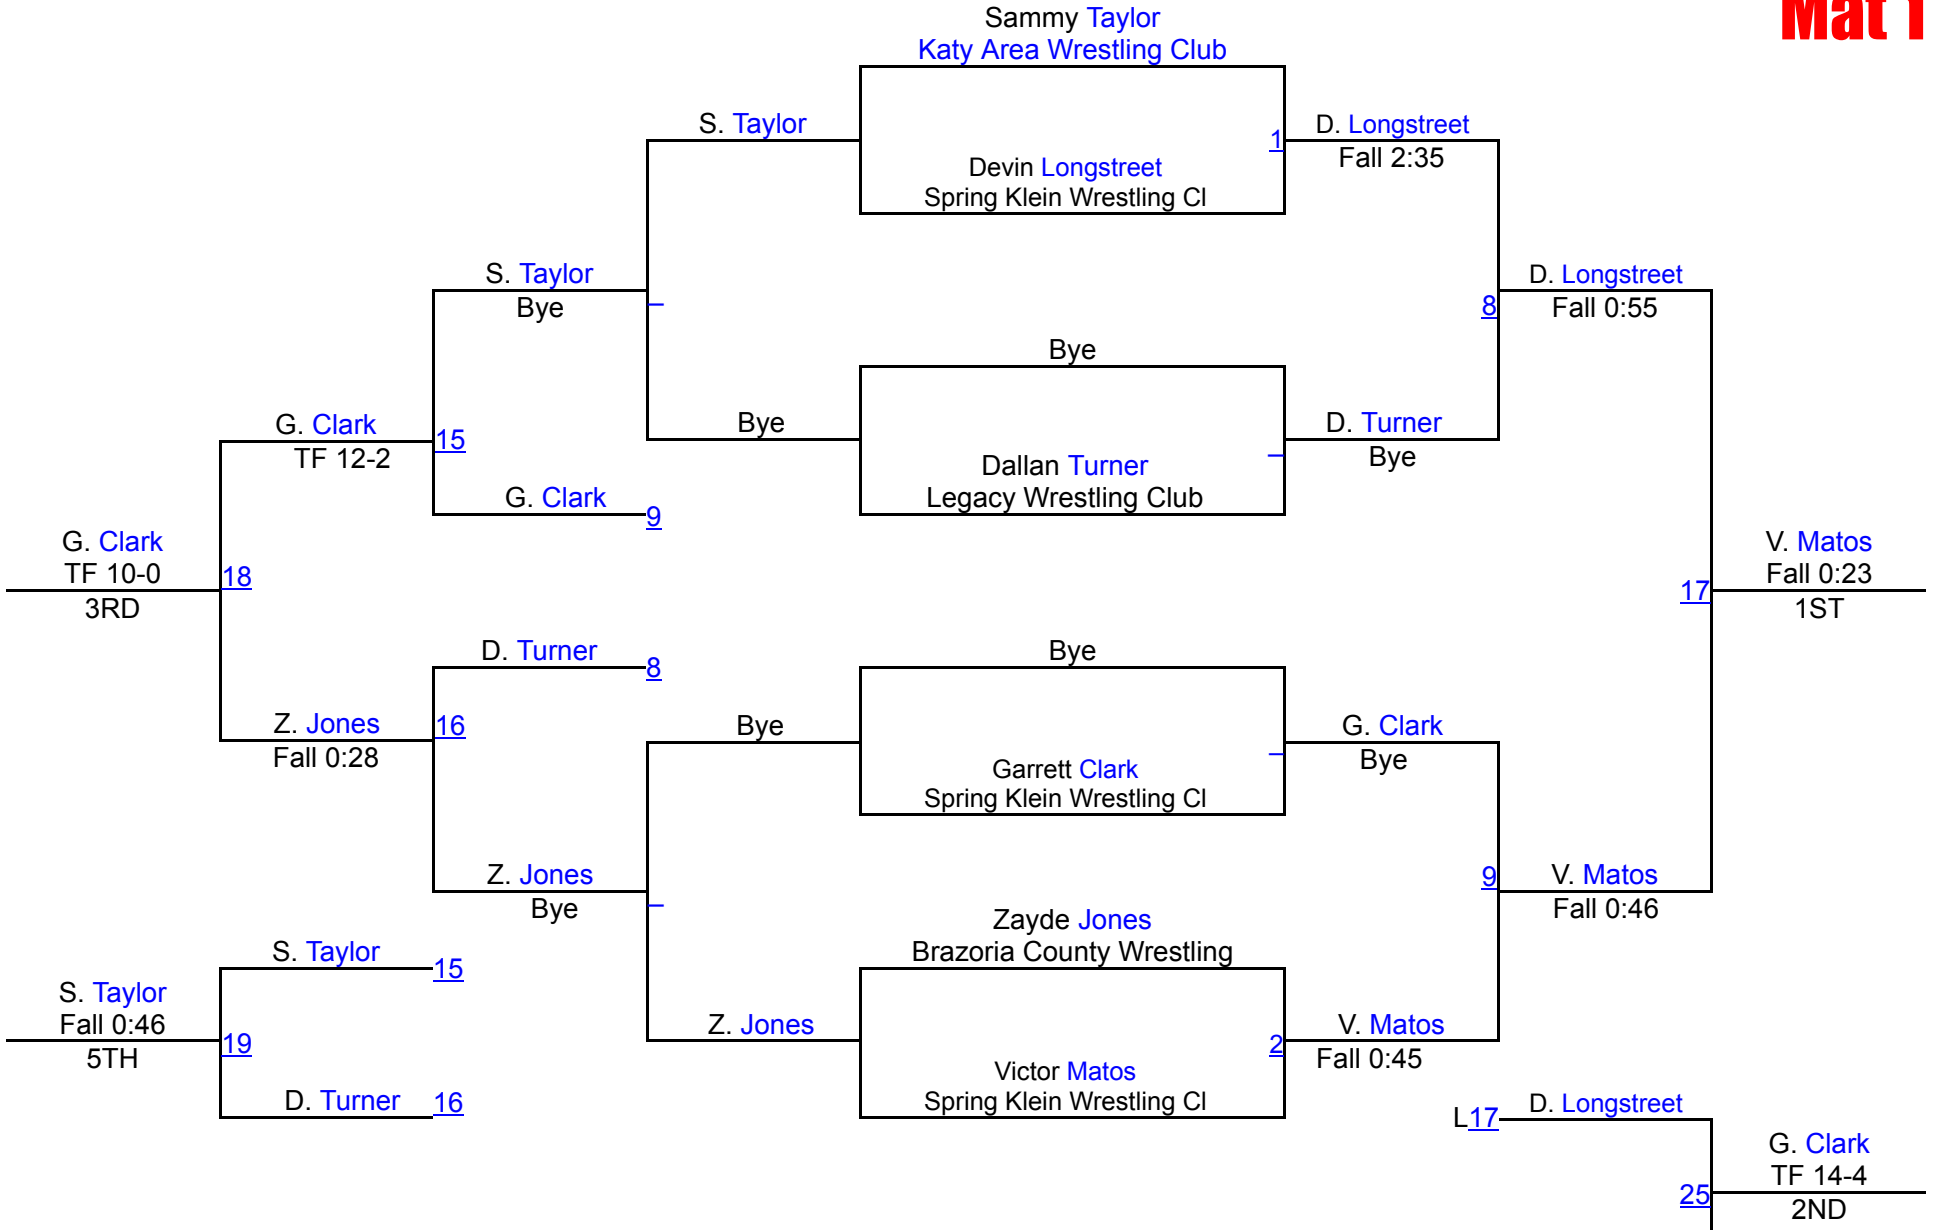 Mat 1
Sammy Taylor
Katy Area Wrestling Club
S. Taylor
D. Longstreet
1
Fall 2:35
Devin Longstreet
Spring Klein Wrestling Cl
S. Taylor
Bye
D. Longstreet
8
Fall 0:55
Bye
G. Clark
TF 12-2
15
Bye
D. Turner
Bye
Dallan Turner
Legacy Wrestling Club
G. Clark
9
G. Clark
TF 10-0
18
3RD
V. Matos
Fall 0:23
17
1ST
D. Turner
8
Bye
Z. Jones
16
Fall 0:28
Bye
G. Clark
Bye
Garrett Clark
Spring Klein Wrestling Cl
Z. Jones
Bye
9
V. Matos
Fall 0:46
Zayde Jones
Brazoria County Wrestling
S. Taylor
15
S. Taylor
Fall 0:46
19
5TH
Z. Jones
V. Matos
2
Fall 0:45
Victor Matos
Spring Klein Wrestling Cl
D. Turner
16
L17
D. Longstreet
G. Clark
TF 14-4
25
2ND